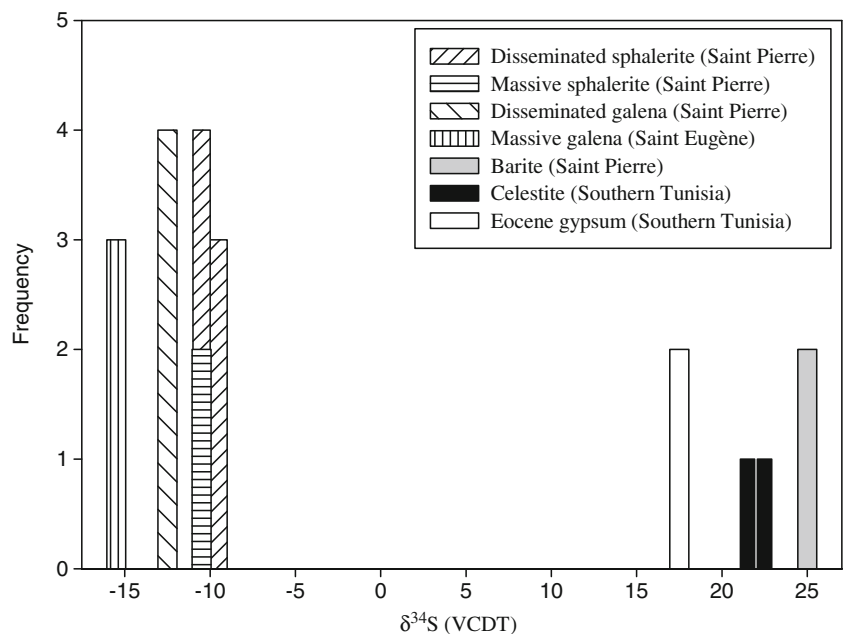 5
4
3
2
1
0
Frequency
Disseminated sphalerite (Saint Pierre)
Massive sphalerite (Saint Pierre)
Disseminated galena (Saint Pierre)
Massive galena (Saint Eugène)
Barite (Saint Pierre)
Celestite (Southern Tunisia)
Eocene gypsum (Southern Tunisia)
-15 -10 -5 0 5 10 15 20 25
δ³⁴S (VCDT)